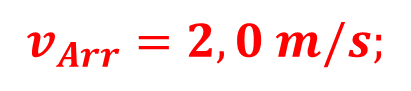 v_Arr = 2,0 m/s;